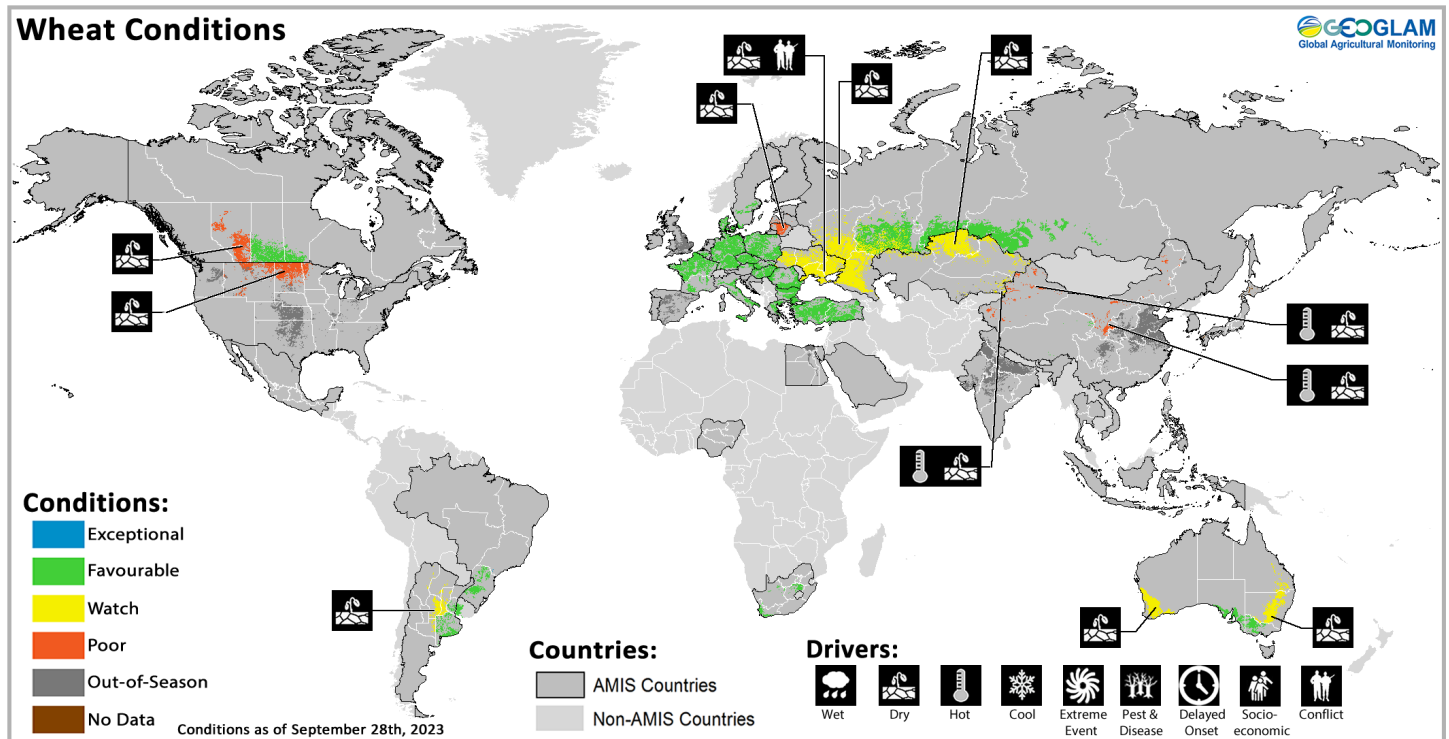 Wheat Conditions
GEOGLAM
Global Agricultural Monitoring
Conditions:
Exceptional
Favourable
Watch
Poor
Out-of-Season
No Data
Conditions as of September 28th, 2023
Countries:
AMIS Countries
Non-AMIS Countries
Drivers:
Wet
Dry
Hot
Cool
Extreme
Event
Pest &
Disease
Delayed
Onset
Socio-
economic
Conflict